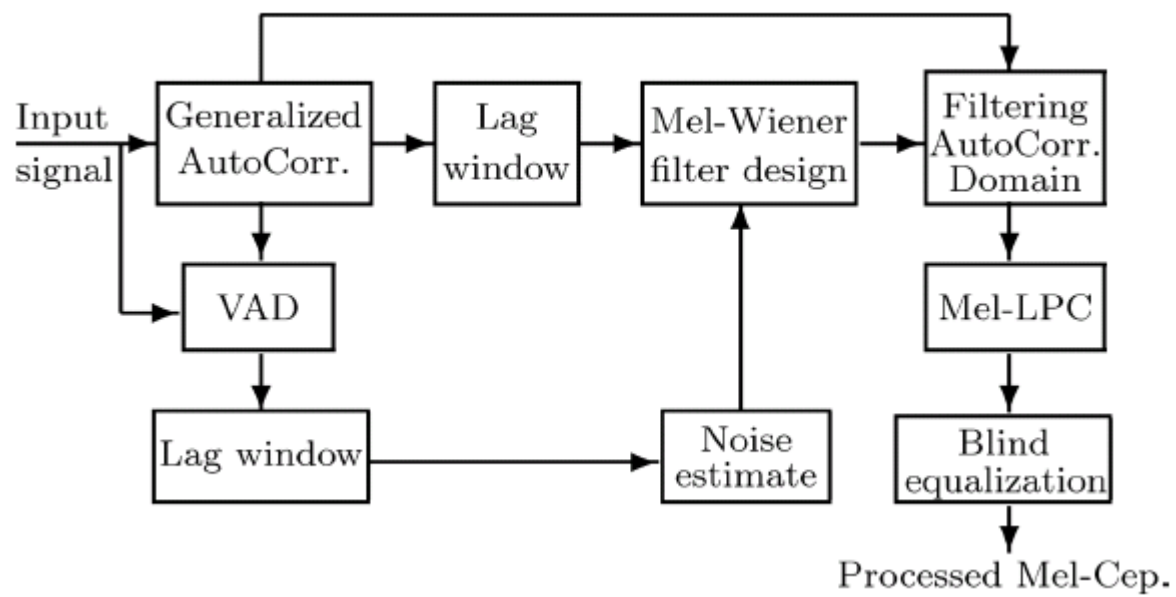 Input
signal
Generalized
AutoCorr.
Lag
window
Mel-Wiener
filter design
Filtering
AutoCorr.
Domain
VAD
Mel-LPC
Lag window
Noise
estimate
Blind
equalization
Processed Mel-Cep.